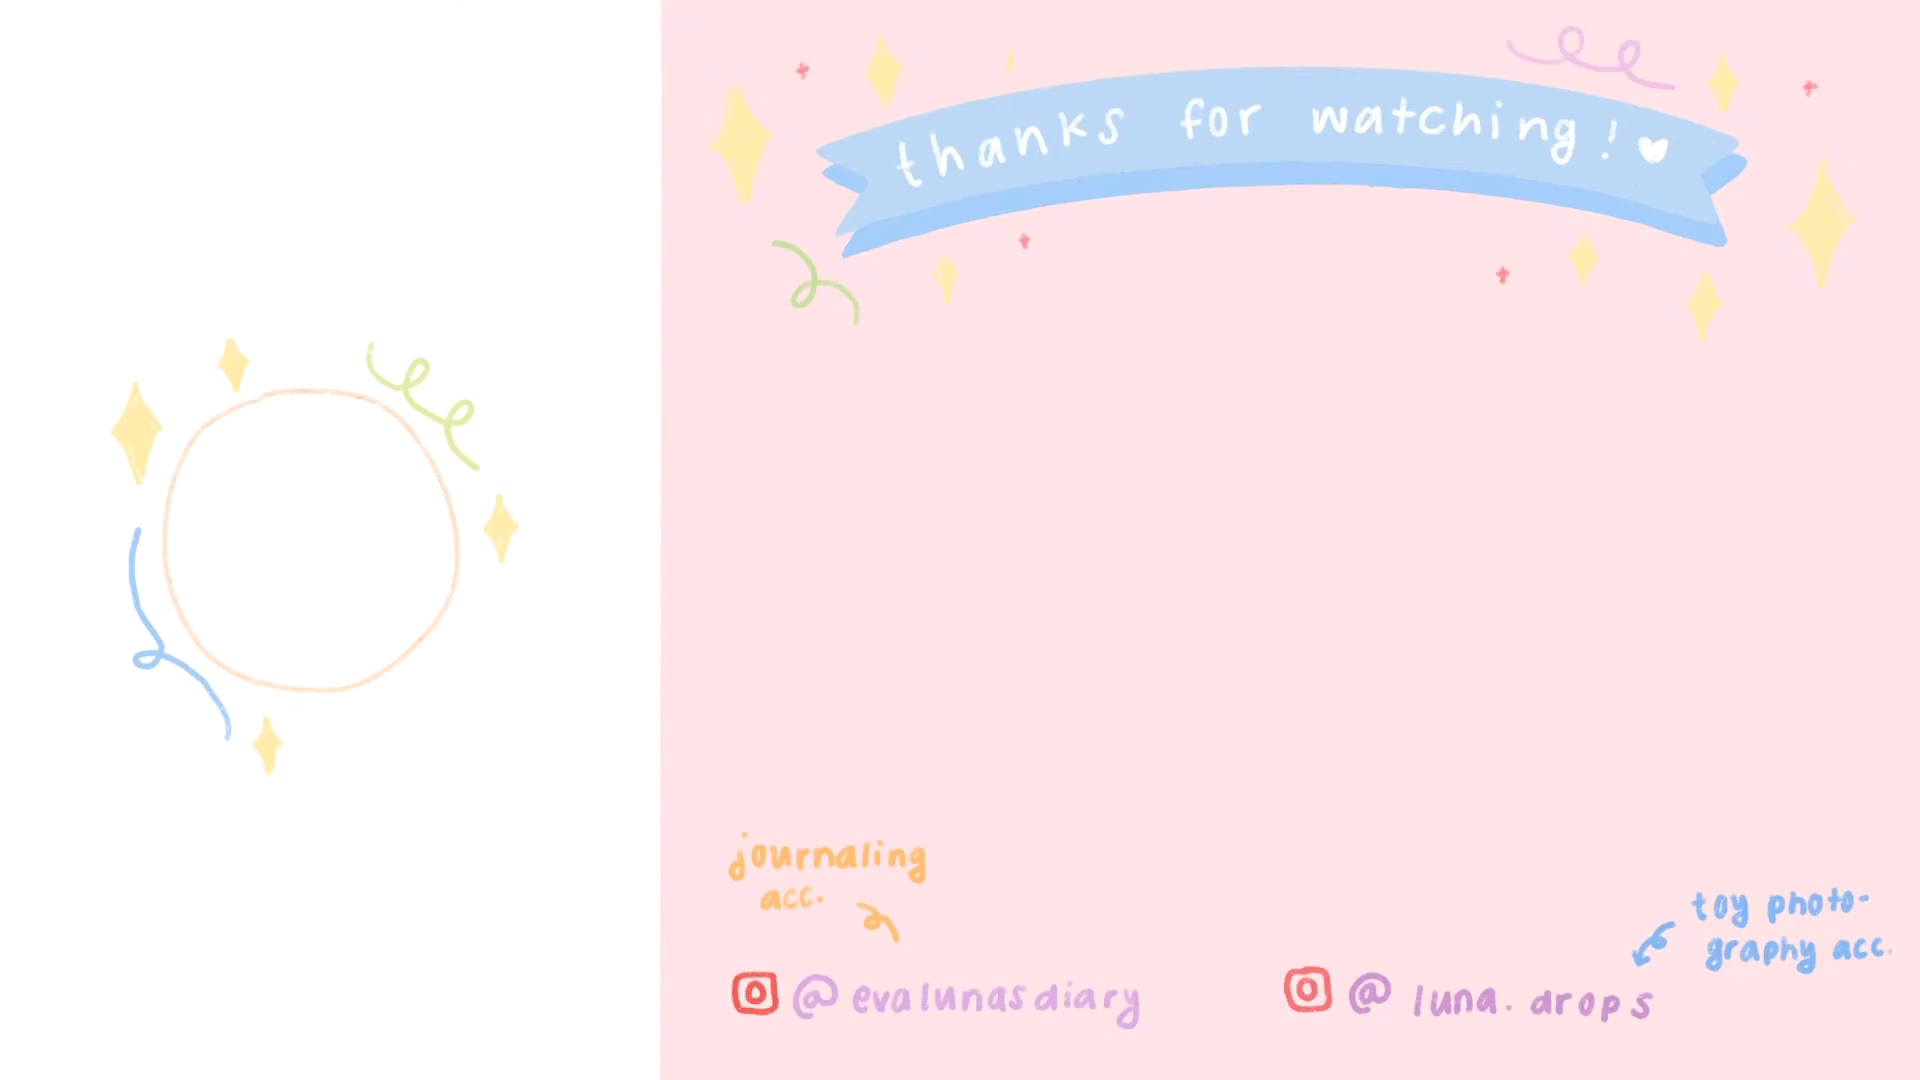 thanks for watching!
journaling
acc.
toy photo-
graphy acc.
@evalunasdiary
@luna.drops